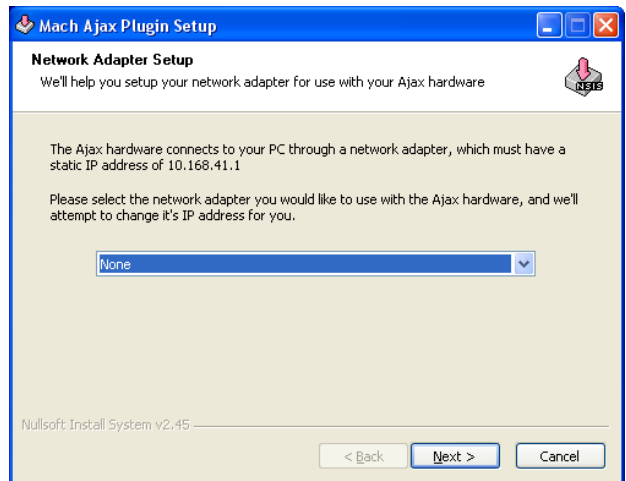 Mach Ajax Plugin Setup
Network Adapter Setup
We'll help you setup your network adapter for use with your Ajax hardware
NSIS
The Ajax hardware connects to your PC through a network adapter, which must have a
static IP address of 10.168.41.1
Please select the network adapter you would like to use with the Ajax hardware, and we'll
attempt to change it's IP address for you.
None
Nullsoft Install System v2.45
< Back
Next >
Cancel